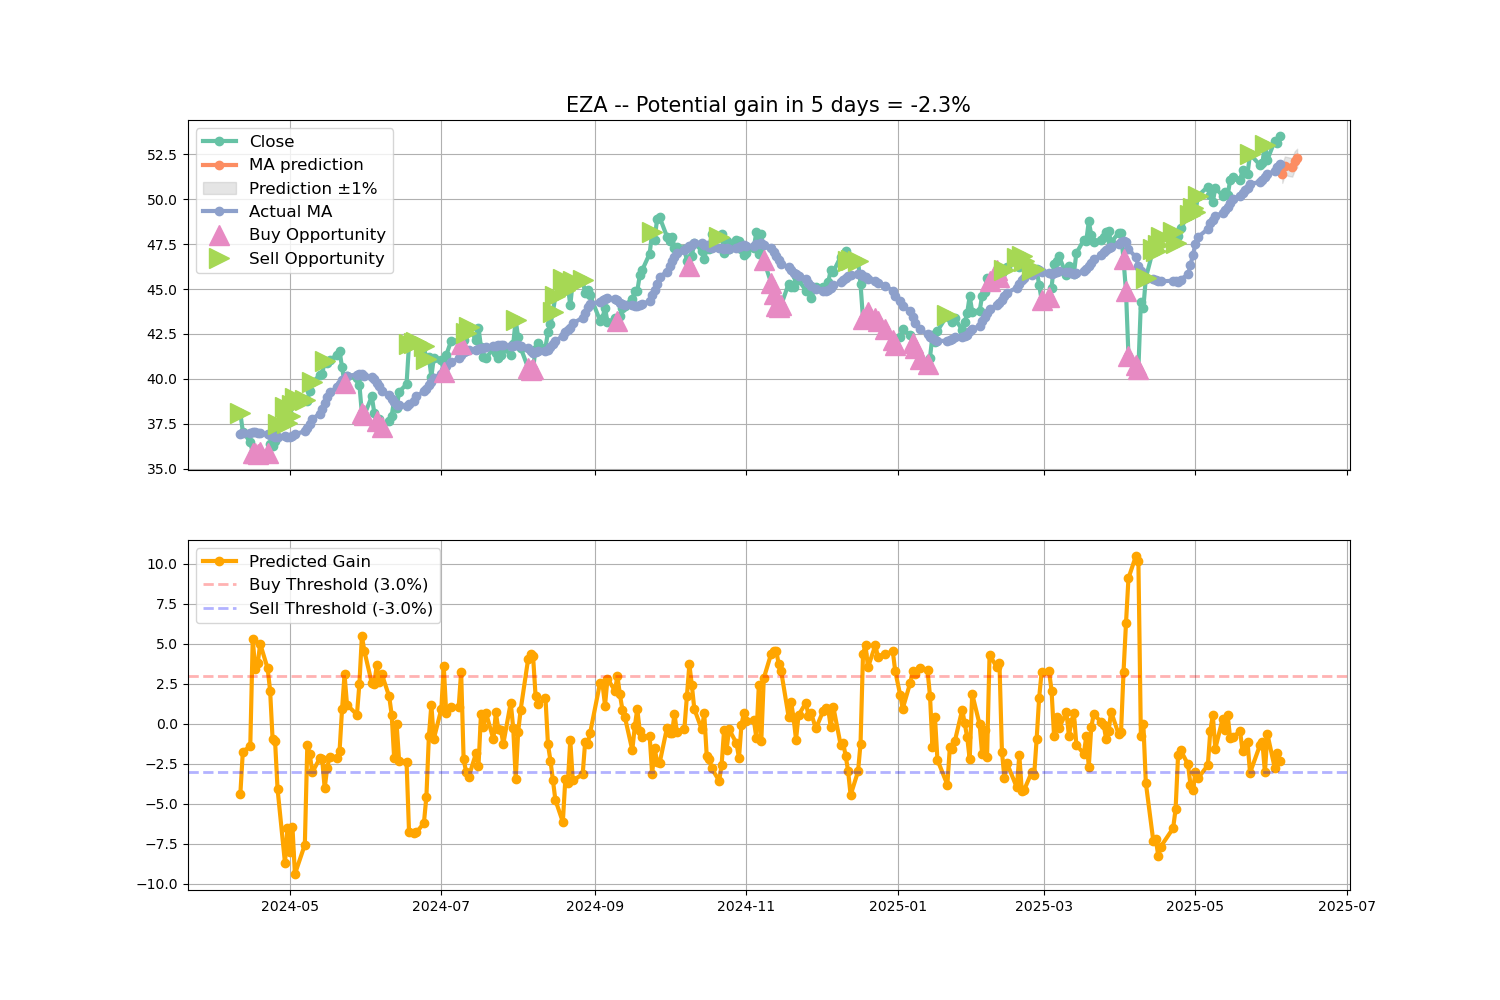 EZA -- Potential gain in 5 days = -2.3%
Close
MA prediction
Prediction ±1%
Actual MA
Buy Opportunity
Sell Opportunity
52.5
50.0
47.5
45.0
42.5
40.0
37.5
35.0
Predicted Gain
Buy Threshold (3.0%)
Sell Threshold (-3.0%)
10.0
7.5
5.0
2.5
0.0
−2.5
−5.0
−7.5
−10.0
2024-05 2024-07 2024-09 2024-11 2025-01 2025-03 2025-05 2025-07